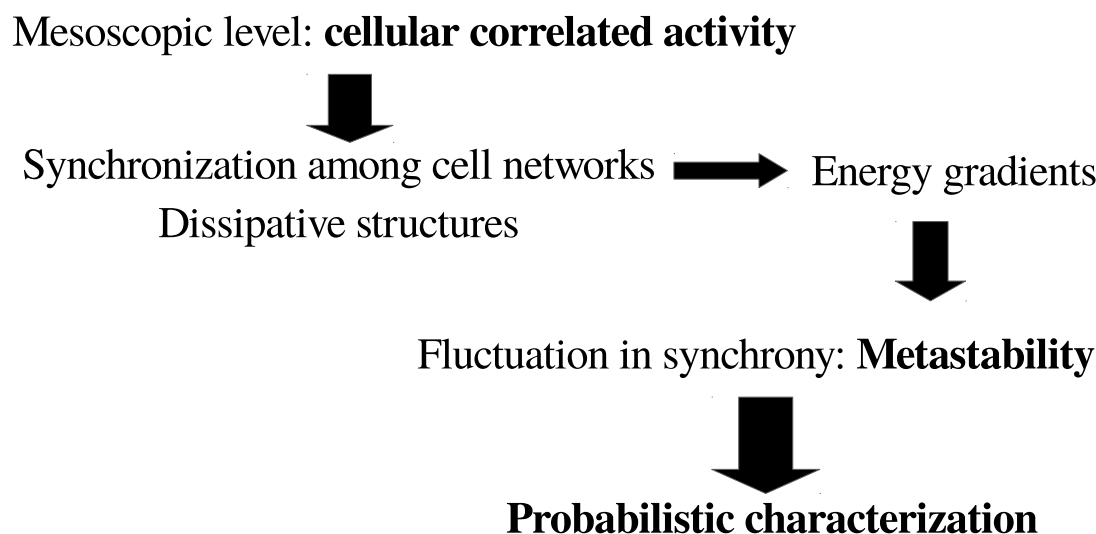 Mesoscopic level: cellular correlated activity
Synchronization among cell networks
Energy gradients
Dissipative structures
Fluctuation in synchrony: Metastability
Probabilistic characterization